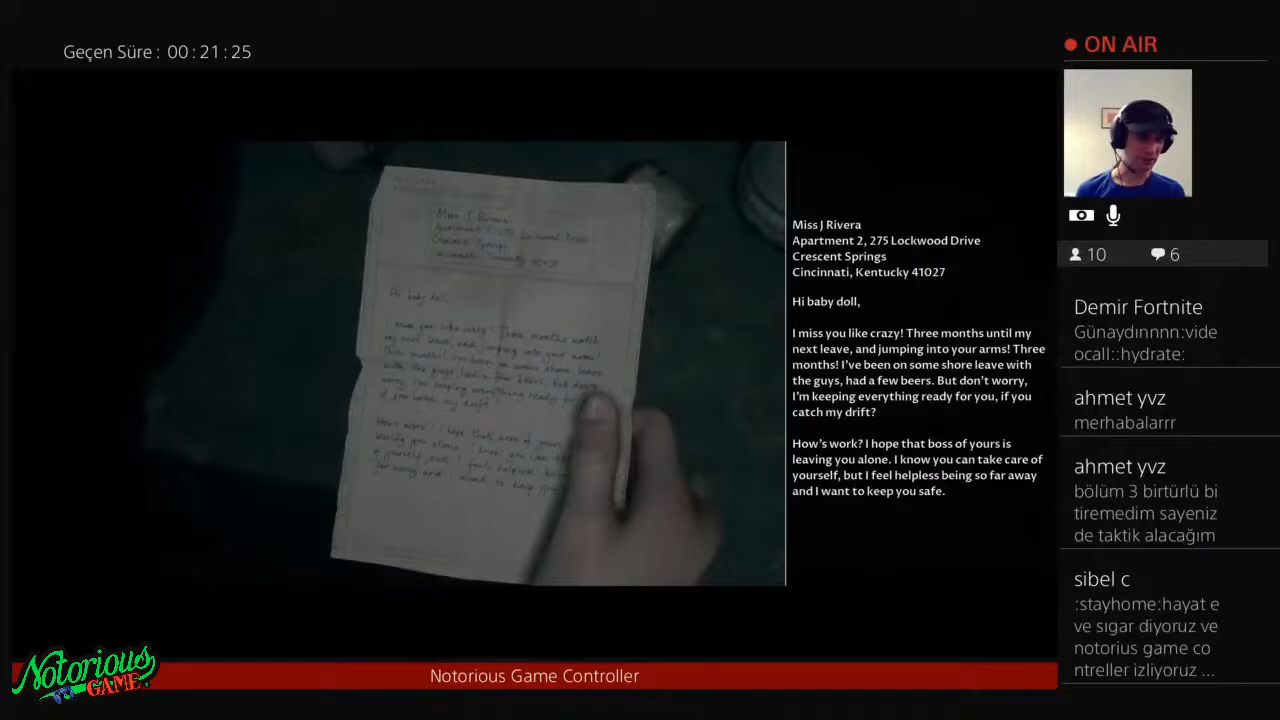 Geçen Süre : 00:21:25
ON AIR
Miss J Rivera
Apartment 2, 275 Lockwood Drive
Crescent Springs
Cincinnati, Kentucky 41027
Hi baby doll,
I miss you like crazy! Three months until my
next leave, and jumping into your arms! Three
months! I've been on some shore leave with
the guys, had a few beers. But don't worry,
I'm keeping everything ready for you, if you
catch my drift?
How's work? I hope that boss of yours is
leaving you alone. I know you can take care of
yourself, but I feel helpless being so far away
and I want to keep you safe.
Hi baby doll,
10
6
Demir Fortnite
Günaydınnnn:vide
ocall::hydrate:
ahmet yvz
merhabalarrr
ahmet yvz
bölüm 3 birtürlü bi
tiremedim sayeniz
de taktik alacağım
sibel c
:stayhome:hayat e
ve sıgar diyoruz ve
notorius game co
ntreller izliyoruz ...
Notorious
GAME
Notorious Game Controller